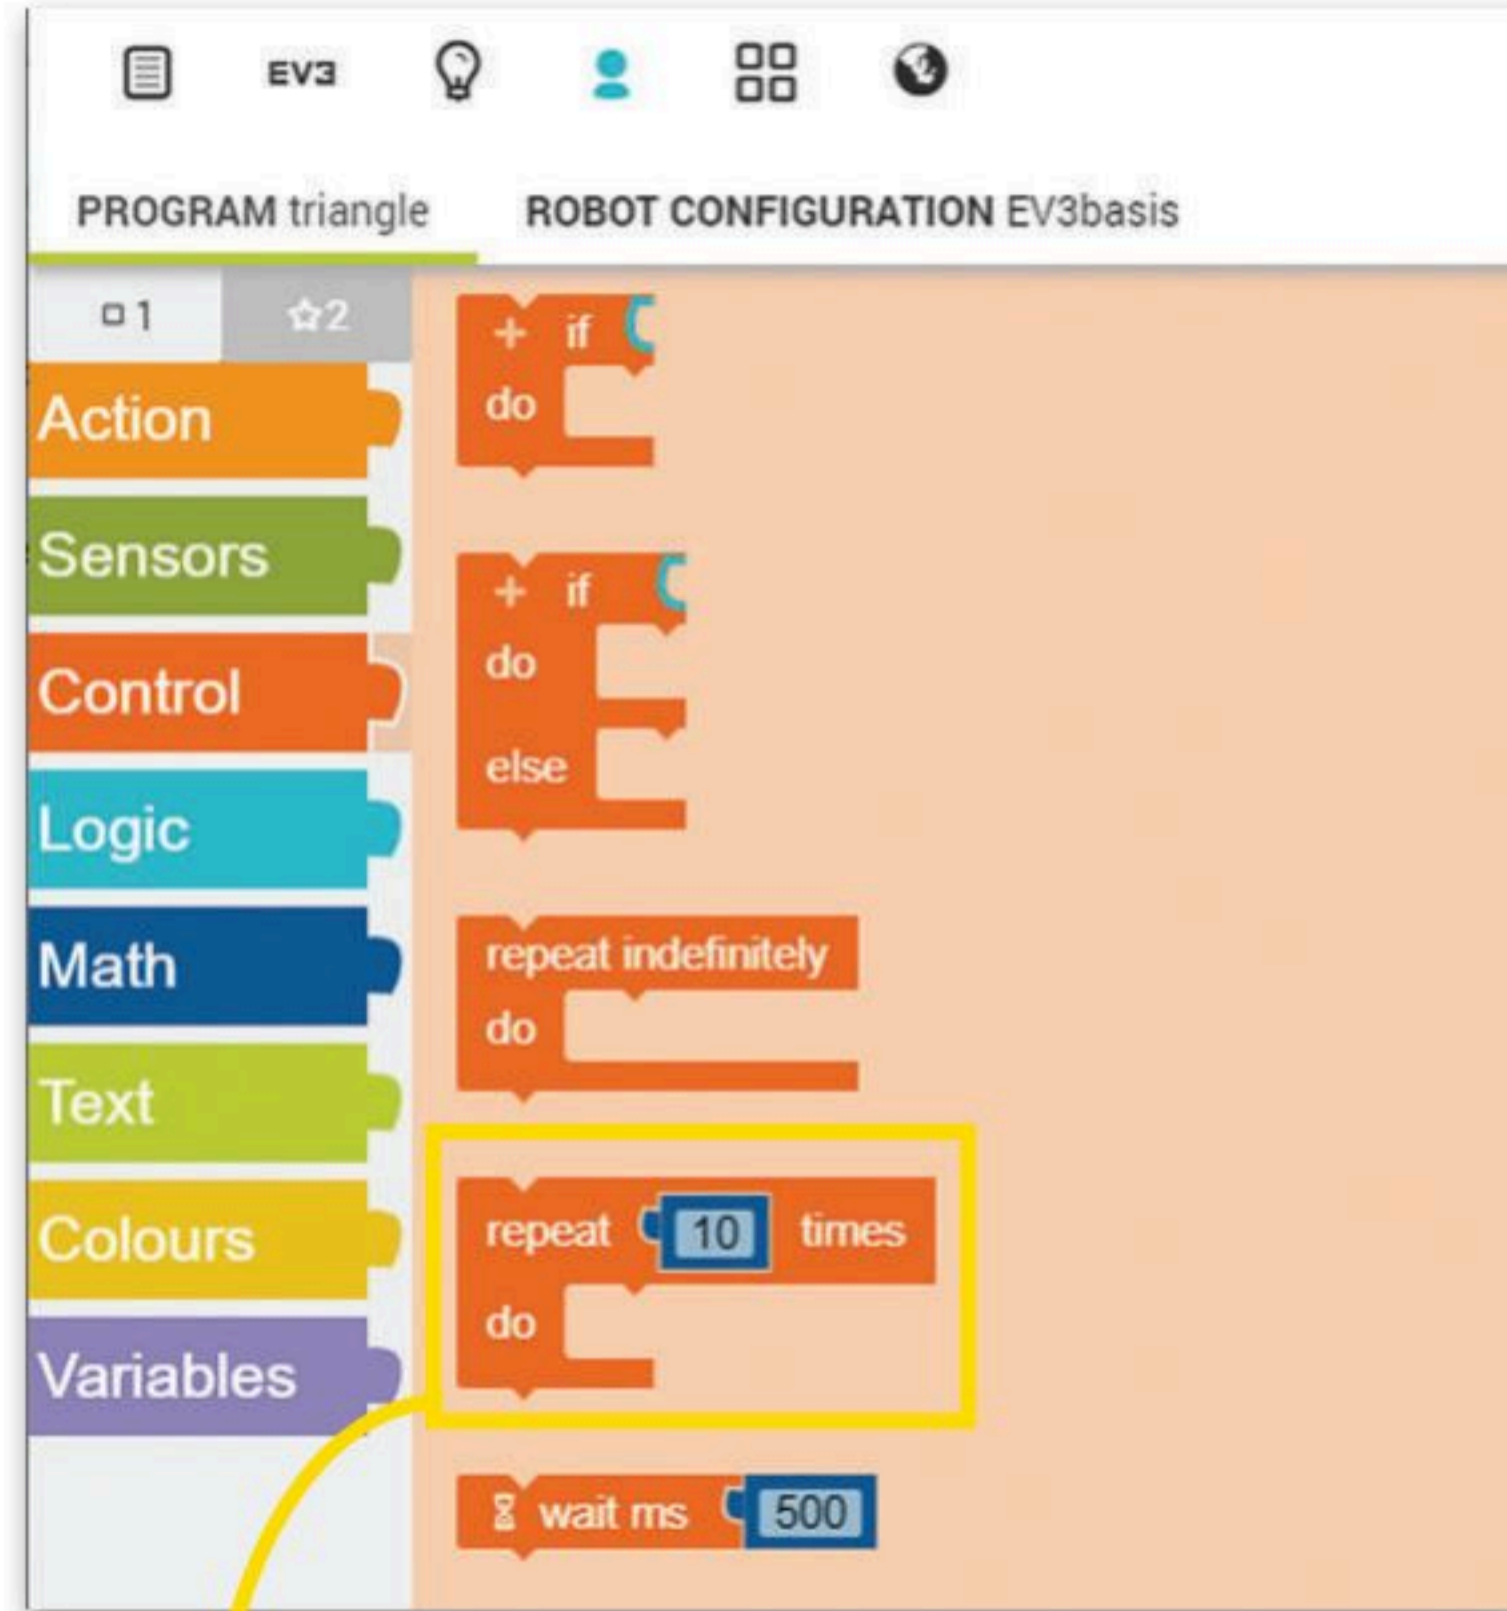 EV3
PROGRAM triangle
ROBOT CONFIGURATION EV3basis
1
2
Action
Sensors
Control
Logic
Math
Text
Colours
Variables
+ if
do
+ if
do
else
repeat indefinitely
do
repeat 10 times
do
wait ms 500